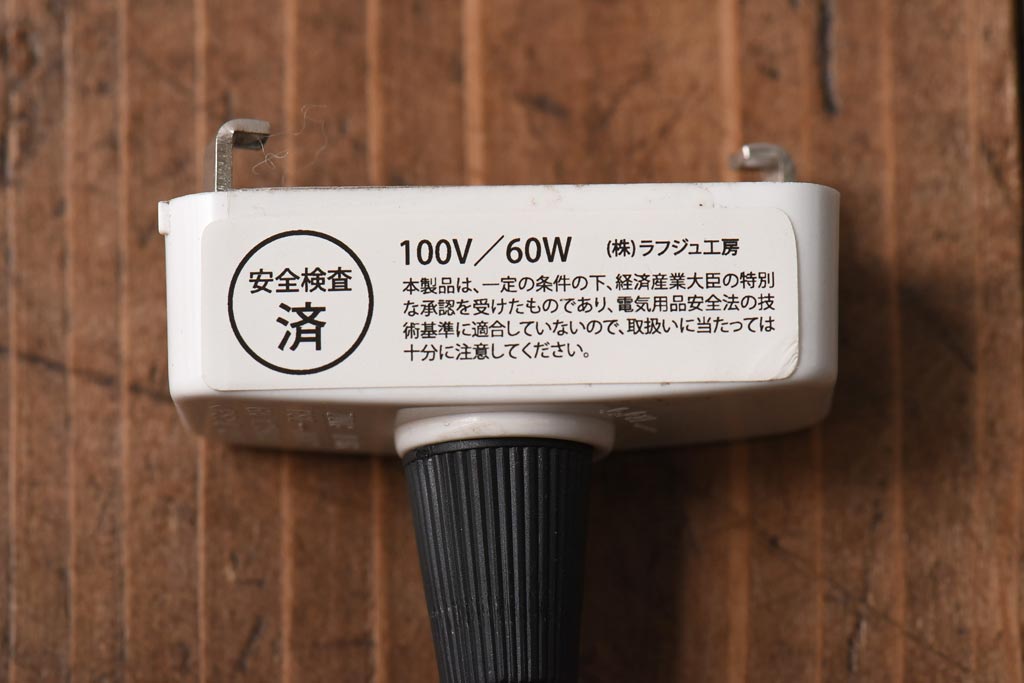 安全検査
済
100V／60W (株)ラフジュ工房
本製品は、一定の条件の下、経済産業大臣の特別
な承認を受けたものであり、電気用品安全法の技
術基準に適合していないので、取扱いに当たっては
十分に注意してください。